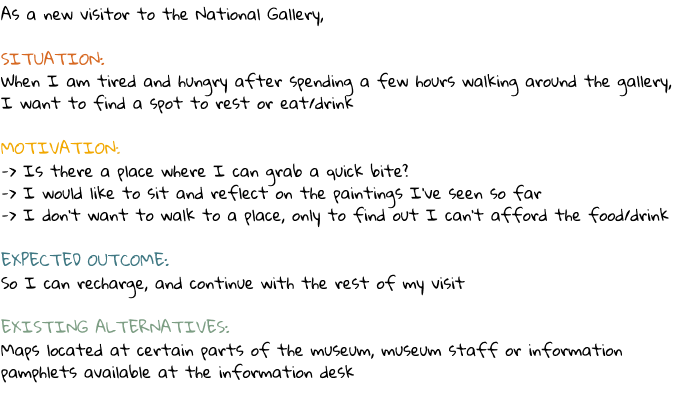 As a new visitor to the National Gallery,
SITUATION:
When I am tired and hungry after spending a few hours walking around the gallery,
I want to find a spot to rest or eat/drink
MOTIVATION:
-> Is there a place where I can grab a quick bite?
-> I would like to sit and reflect on the paintings I've seen so far
-> I don't want to walk to a place, only to find out I can't afford the food/drink
EXPECTED OUTCOME:
So I can recharge, and continue with the rest of my visit
EXISTING ALTERNATIVES:
Maps located at certain parts of the museum, museum staff or information
pamphlets available at the information desk